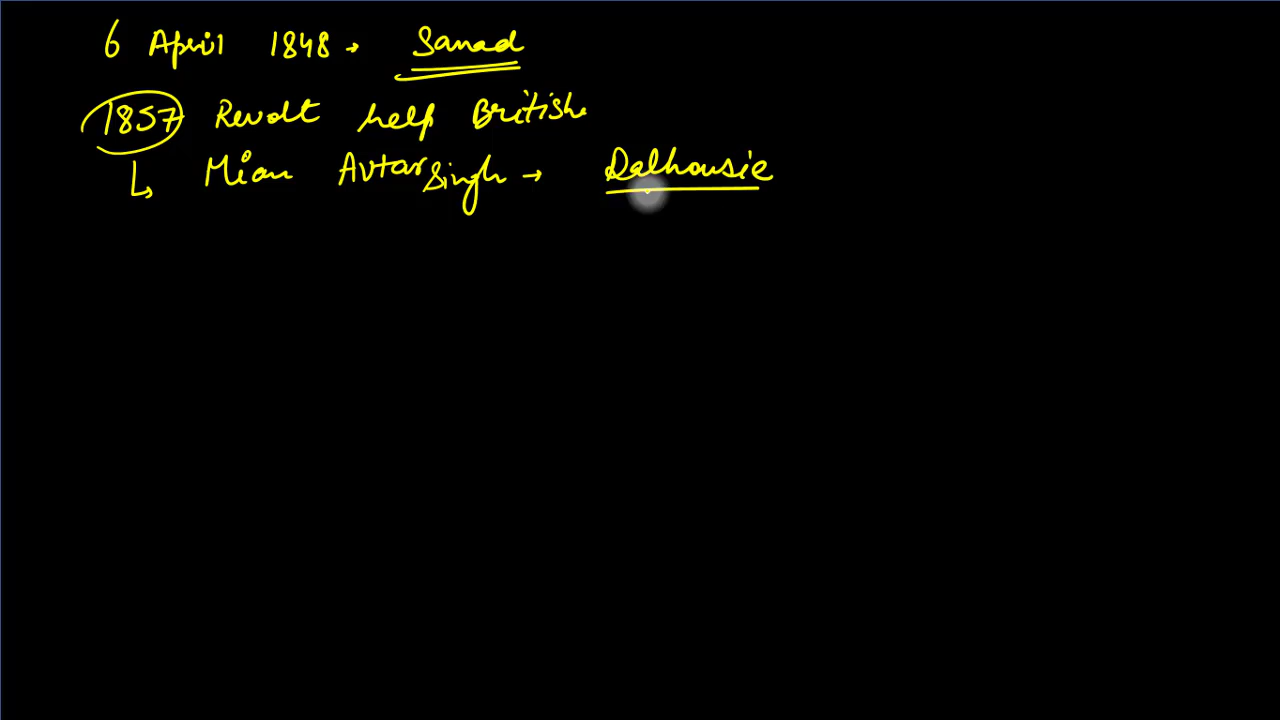 6 April 1848 → Sanad
1857 Revolt help British
↳ Mian Avtar Singh → Dalhousie